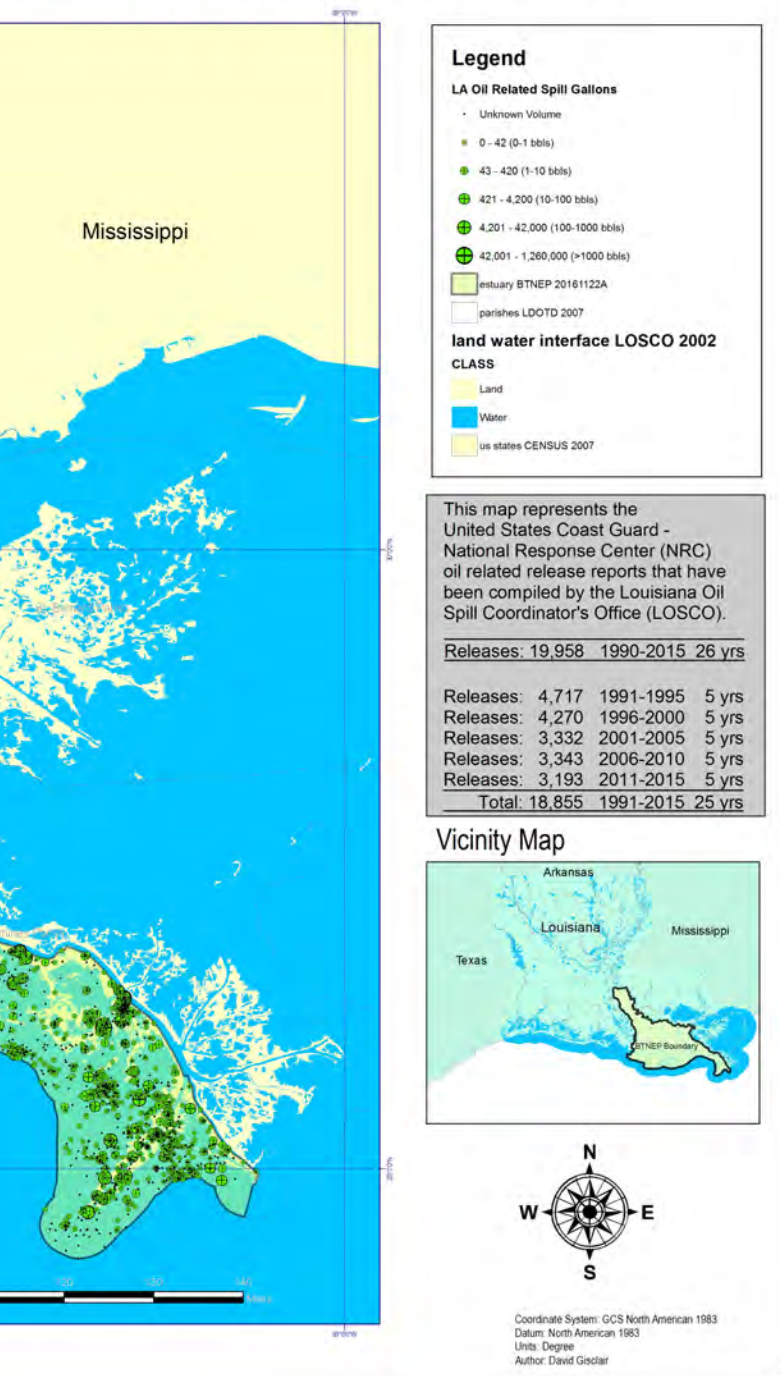 Mississippi
Legend
LA Oil Related Spill Gallons
Unknown Volume
0 - 42 (0-1 bbls)
43 - 420 (1-10 bbls)
421 - 4,200 (10-100 bbls)
4,201 - 42,000 (100-1000 bbls)
42,001 - 1,260,000 (>1000 bbls)
estuary BTNEP 20161122A
parishes LDOTD 2007
land water interface LOSCO 2002
CLASS
Land
Water
us states CENSUS 2007
This map represents the
United States Coast Guard -
National Response Center (NRC)
oil related release reports that have
been compiled by the Louisiana Oil
Spill Coordinator's Office (LOSCO).
Releases: 19,958 1990-2015 26 yrs
Releases: 4,717 1991-1995 5 yrs
Releases: 4,270 1996-2000 5 yrs
Releases: 3,332 2001-2005 5 yrs
Releases: 3,343 2006-2010 5 yrs
Releases: 3,193 2011-2015 5 yrs
Total: 18,855 1991-2015 25 yrs
Vicinity Map
Arkansas
Louisiana
Mississippi
Texas
BTNEP Boundary
N
W
E
S
Coordinate System: GCS North American 1983
Datum: North American 1983
Units: Degree
Author: David Gisclair